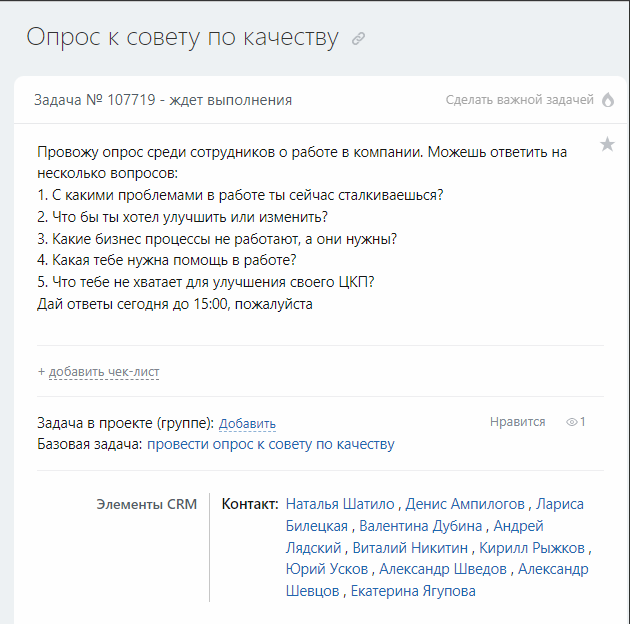 Опрос к совету по качеству
Задача № 107719 - ждет выполнения
Сделать важной задачей
Провожу опрос среди сотрудников о работе в компании. Можешь ответить на
несколько вопросов:
1. С какими проблемами в работе ты сейчас сталкиваешься?
2. Что бы ты хотел улучшить или изменить?
3. Какие бизнес процессы не работают, а они нужны?
4. Какая тебе нужна помощь в работе?
5. Что тебе не хватает для улучшения своего ЦКП?
Дай ответы сегодня до 15:00, пожалуйста
+ добавить чек-лист
Задача в проекте (группе): Добавить
Нравится 1
Базовая задача: провести опрос к совету по качеству
Элементы CRM
Контакт: Наталья Шатило , Денис Ампилогов , Лариса
Билецкая , Валентина Дубина , Андрей
Лядский , Виталий Никитин , Кирилл Рыжков ,
Юрий Усков , Александр Шведов , Александр
Шевцов , Екатерина Ягупова